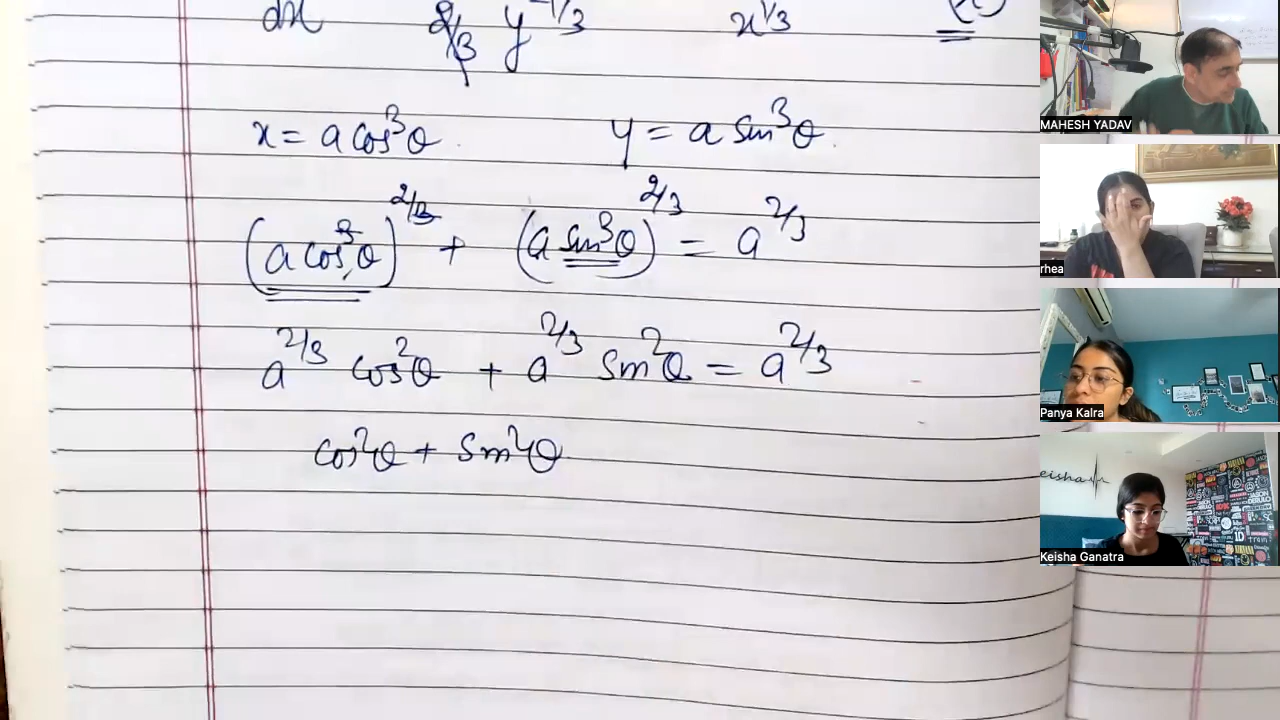 dx 2/3 y^-1/3 x^1/3
x = a cos³θ y = a sin³θ
(a cos³θ)^2/3 + (a sin³θ)^2/3 = a^2/3
a^2/3 cos²θ + a^2/3 sin²θ = a^2/3
cos²θ + sin²θ
MAHESH YADAV
rhea
Panya Kalra
eisha
Keisha Ganatra